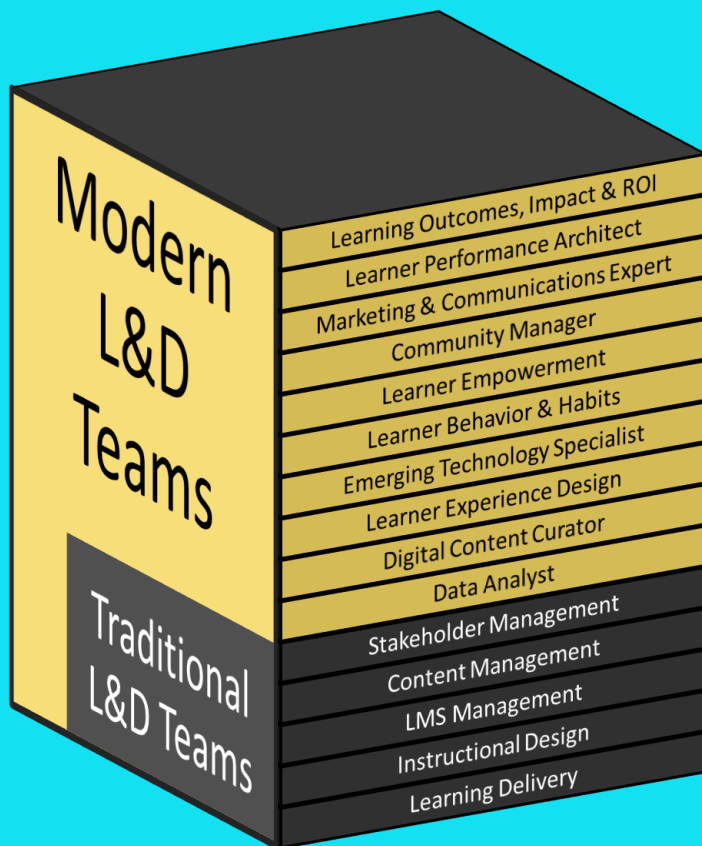 Modern
L&D
Teams
Traditional
L&D Teams
Learning Outcomes, Impact & ROI
Learner Performance Architect
Marketing & Communications Expert
Community Manager
Learner Empowerment
Learner Behavior & Habits
Emerging Technology Specialist
Learner Experience Design
Digital Content Curator
Data Analyst
Stakeholder Management
Content Management
LMS Management
Instructional Design
Learning Delivery